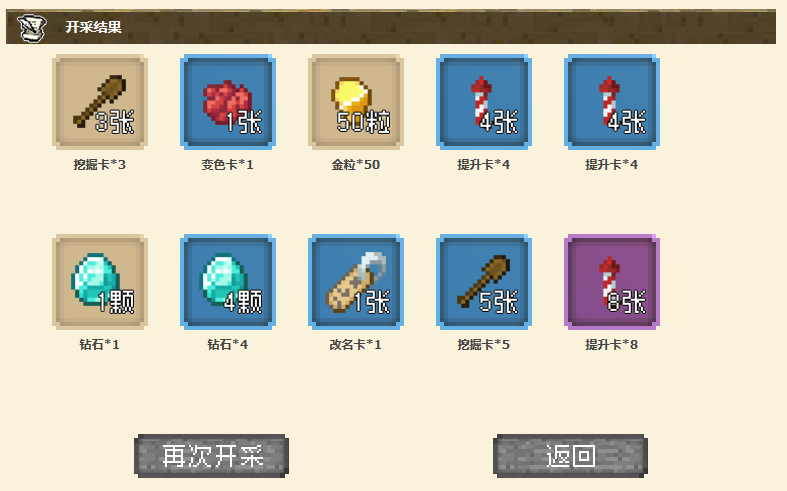 开采结果
3张
1张
50粒
4张
4张
挖掘卡*3
变色卡*1
金粒*50
提升卡*4
提升卡*4
1颗
4颗
1张
5张
8张
钻石*1
钻石*4
改名卡*1
挖掘卡*5
提升卡*8
再次开采
返回